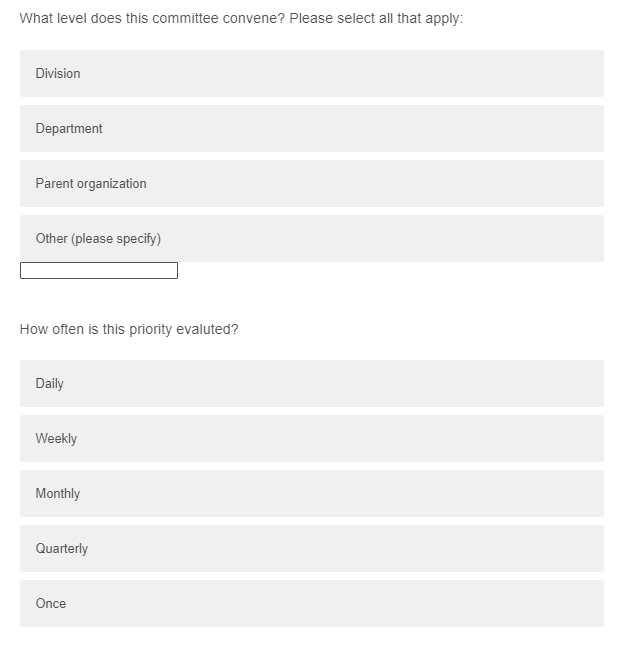 What level does this committee convene? Please select all that apply:
Division
Department
Parent organization
Other (please specify)
How often is this priority evaluted?
Daily
Weekly
Monthly
Quarterly
Once